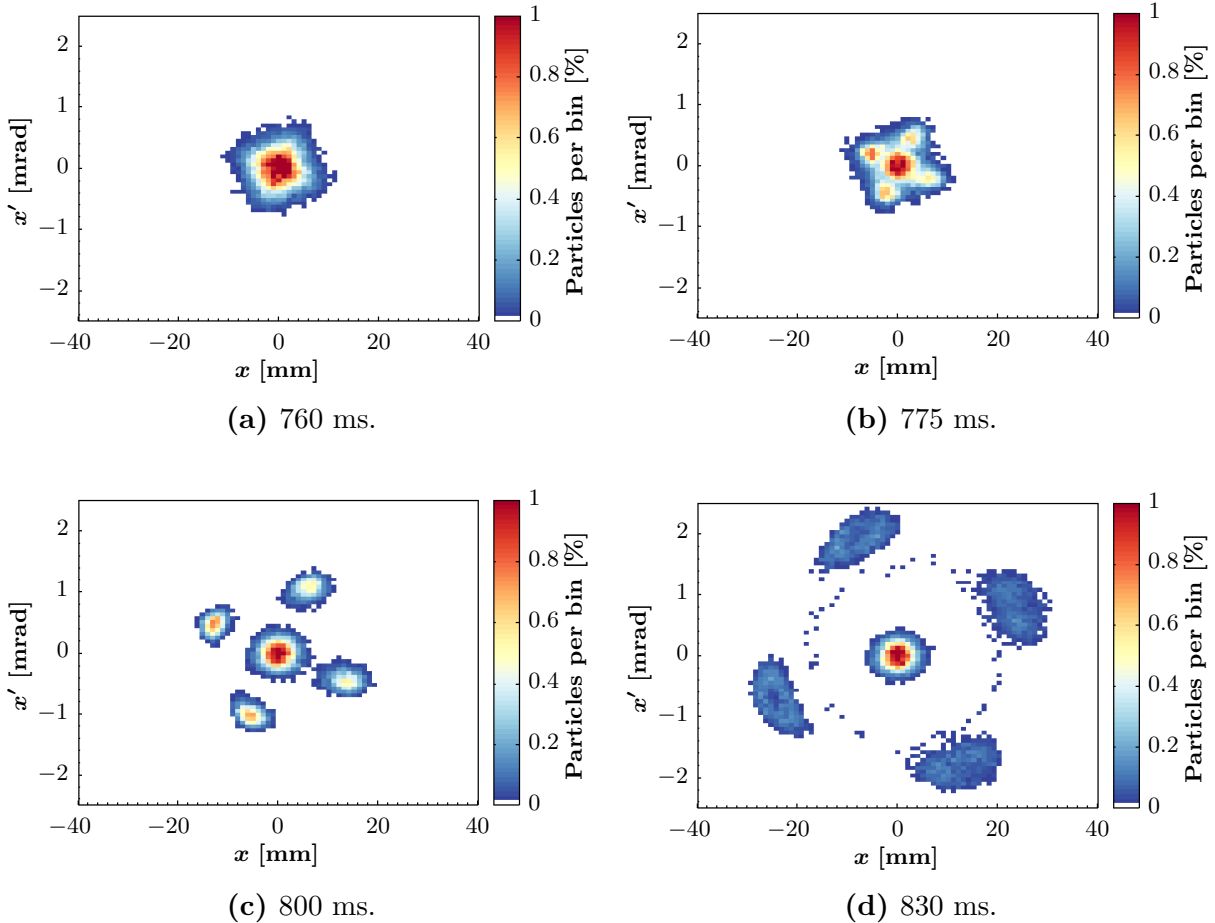 2
1
0
−1
−2
x′ [mrad]
−40 −20 0 20 40
x [mm]
1
0.8
0.6
0.4
0.2
0
Particles per bin [%]
(a) 760 ms.
2
1
0
−1
−2
x′ [mrad]
−40 −20 0 20 40
x [mm]
1
0.8
0.6
0.4
0.2
0
Particles per bin [%]
(b) 775 ms.
2
1
0
−1
−2
x′ [mrad]
−40 −20 0 20 40
x [mm]
1
0.8
0.6
0.4
0.2
0
Particles per bin [%]
(c) 800 ms.
2
1
0
−1
−2
x′ [mrad]
−40 −20 0 20 40
x [mm]
1
0.8
0.6
0.4
0.2
0
Particles per bin [%]
(d) 830 ms.